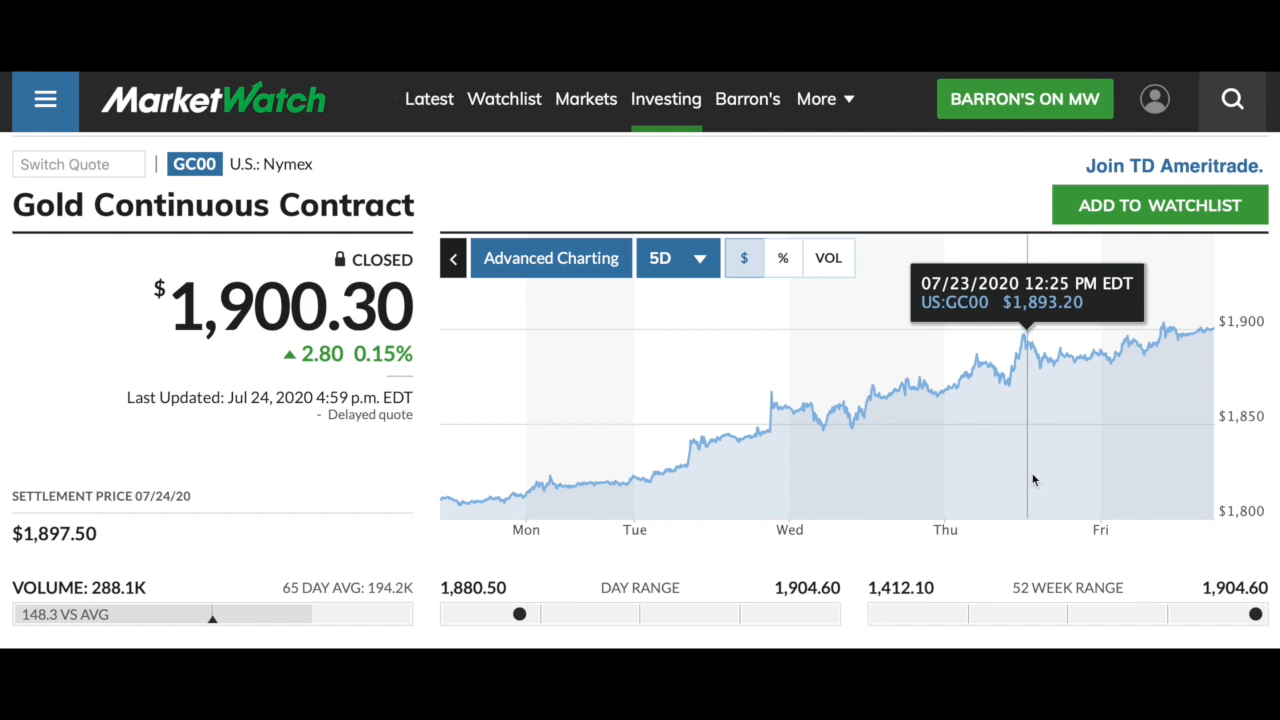 MarketWatch Latest Watchlist Markets Investing Barron's More BARRON'S ON MW
Switch Quote | GC00 U.S.: Nymex
Join TD Ameritrade.
Gold Continuous Contract
ADD TO WATCHLIST
CLOSED
$1,900.30
2.80 0.15%
Last Updated: Jul 24, 2020 4:59 p.m. EDT
- Delayed quote
SETTLEMENT PRICE 07/24/20
$1,897.50
VOLUME: 288.1K 65 DAY AVG: 194.2K
148.3 VS AVG
Advanced Charting 5D $ % VOL
07/23/2020 12:25 PM EDT
US:GC00 $1,893.20
$1,900
$1,850
$1,800
Mon Tue Wed Thu Fri
1,880.50 DAY RANGE 1,904.60
1,412.10 52 WEEK RANGE 1,904.60